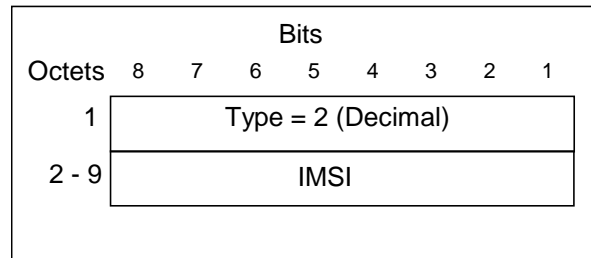 Bits
Octets 8 7 6 5 4 3 2 1
1 Type = 2 (Decimal)
2 - 9 IMSI